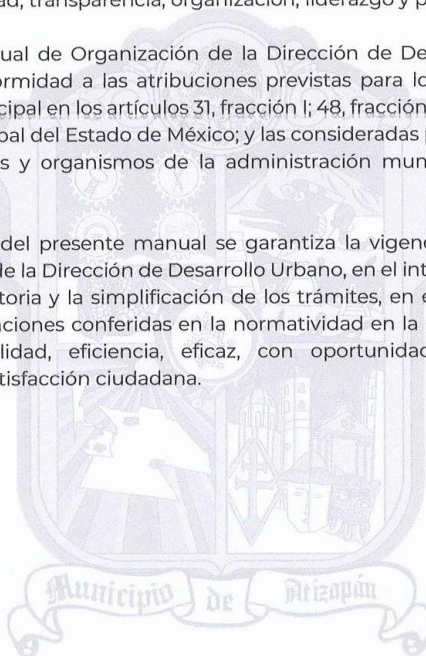 ad, transparencia, organización, liderazgo y p
ual de Organización de la Dirección de De
ormidad a las atribuciones previstas para lo
cipal en los artículos 31, fracción I; 48, fracción
pal del Estado de México; y las consideradas p
s y organismos de la administración mun
del presente manual se garantiza la vigen
de la Dirección de Desarrollo Urbano, en el int
toria y la simplificación de los trámites, en e
aciones conferidas en la normatividad en la
lidad, eficiencia, eficaz, con oportunidad
tisfacción ciudadana.
Municipio de Atizapán